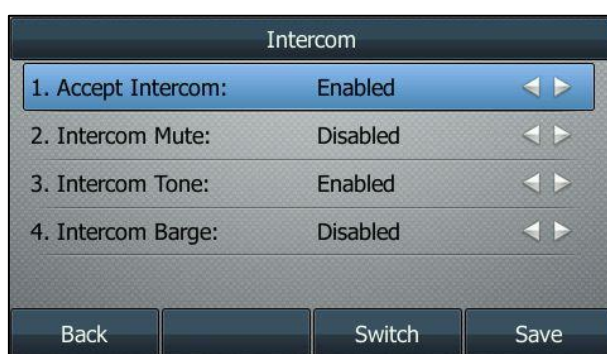 Intercom
1. Accept Intercom: Enabled
2. Intercom Mute: Disabled
3. Intercom Tone: Enabled
4. Intercom Barge: Disabled
Back Switch Save